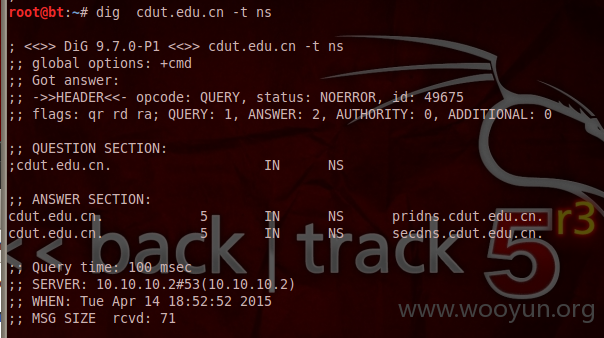 root@bt:~# dig  cdut.edu.cn -t ns

; <<>> DiG 9.7.0-P1 <<>> cdut.edu.cn -t ns
;; global options: +cmd
;; Got answer:
;; ->>HEADER<<- opcode: QUERY, status: NOERROR, id: 49675
;; flags: qr rd ra; QUERY: 1, ANSWER: 2, AUTHORITY: 0, ADDITIONAL: 0

;; QUESTION SECTION:
;cdut.edu.cn.			IN	NS

;; ANSWER SECTION:
cdut.edu.cn.		5	IN	NS	pridns.cdut.edu.cn.
cdut.edu.cn.		5	IN	NS	secdns.cdut.edu.cn.
<< back | track 5 r3

;; Query time: 100 msec
;; SERVER: 10.10.10.2#53(10.10.10.2)
;; WHEN: Tue Apr 14 18:52:52 2015
;; MSG SIZE  rcvd: 71
www.wooyun.org